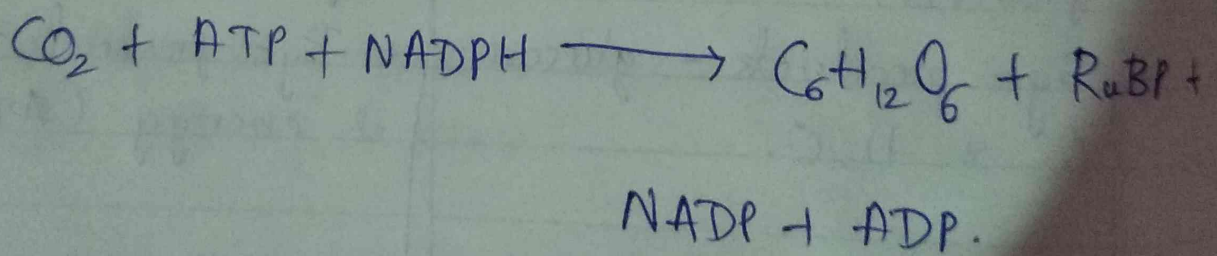 CO₂ + ATP + NADPH ⟶ C₆H₁₂O₆ + RuBP +
NADP + ADP.